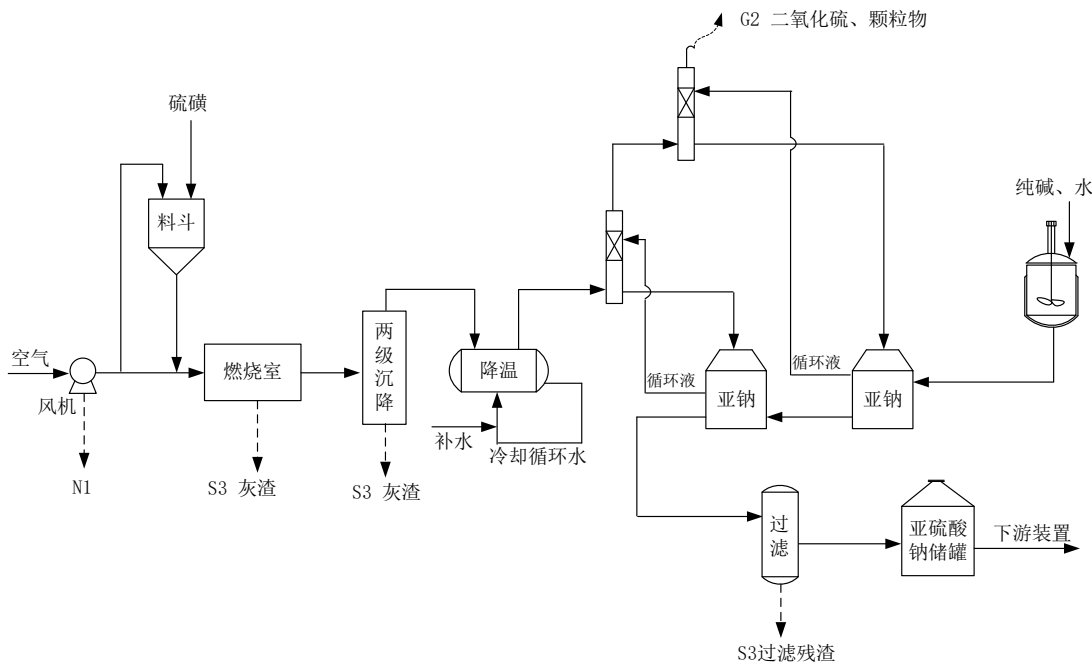 G2 二氧化硫、颗粒物
硫磺
料斗
纯碱、水
空气
风机
N1
燃烧室
S3 灰渣
两
级
沉
降
S3 灰渣
降温
补水
冷却循环水
循环液
亚钠
循环液
亚钠
过
滤
S3过滤残渣
亚硫酸
钠储罐
下游装置